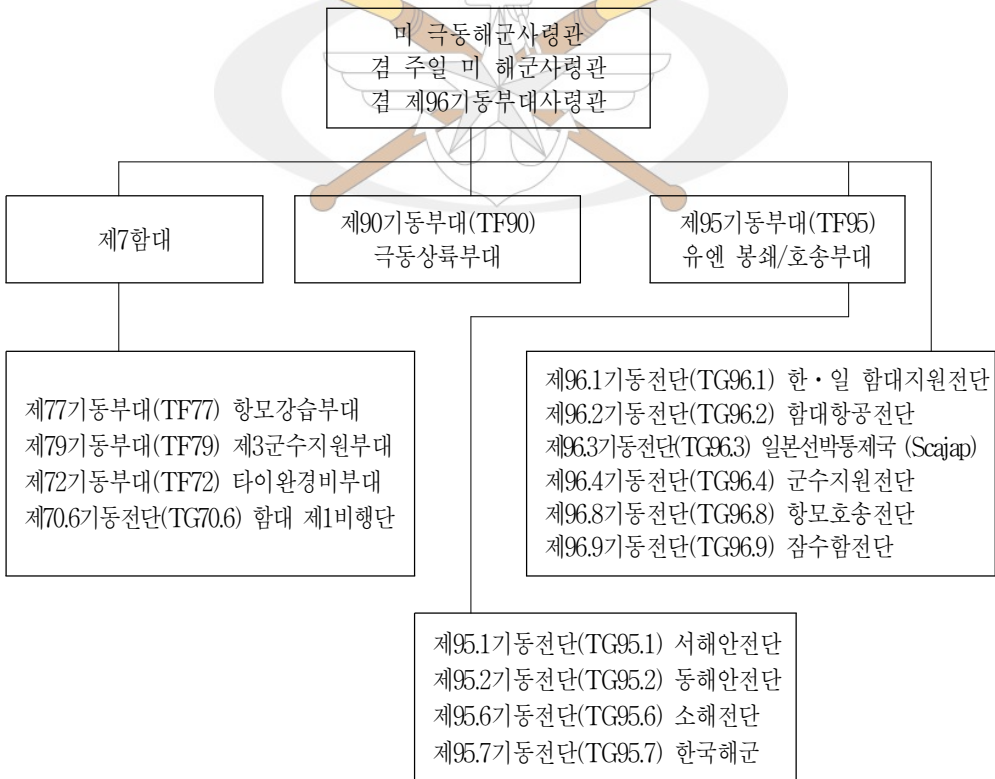 미 극동해군사령관
겸 주일 미 해군사령관
겸 제96기동부대사령관
제7함대
제90기동부대(TF90)
극동상륙부대
제95기동부대(TF95)
유엔 봉쇄/호송부대
제77기동부대(TF77) 항모강습부대
제79기동부대(TF79) 제3군수지원부대
제72기동부대(TF72) 타이완경비부대
제70.6기동전단(TG70.6) 함대 제1비행단
제96.1기동전단(TG96.1) 한・일 함대지원전단
제96.2기동전단(TG96.2) 함대항공전단
제96.3기동전단(TG96.3) 일본선박통제국 (Scajap)
제96.4기동전단(TG96.4) 군수지원전단
제96.8기동전단(TG96.8) 항모호송전단
제96.9기동전단(TG96.9) 잠수함전단
제95.1기동전단(TG95.1) 서해안전단
제95.2기동전단(TG95.2) 동해안전단
제95.6기동전단(TG95.6) 소해전단
제95.7기동전단(TG95.7) 한국해군